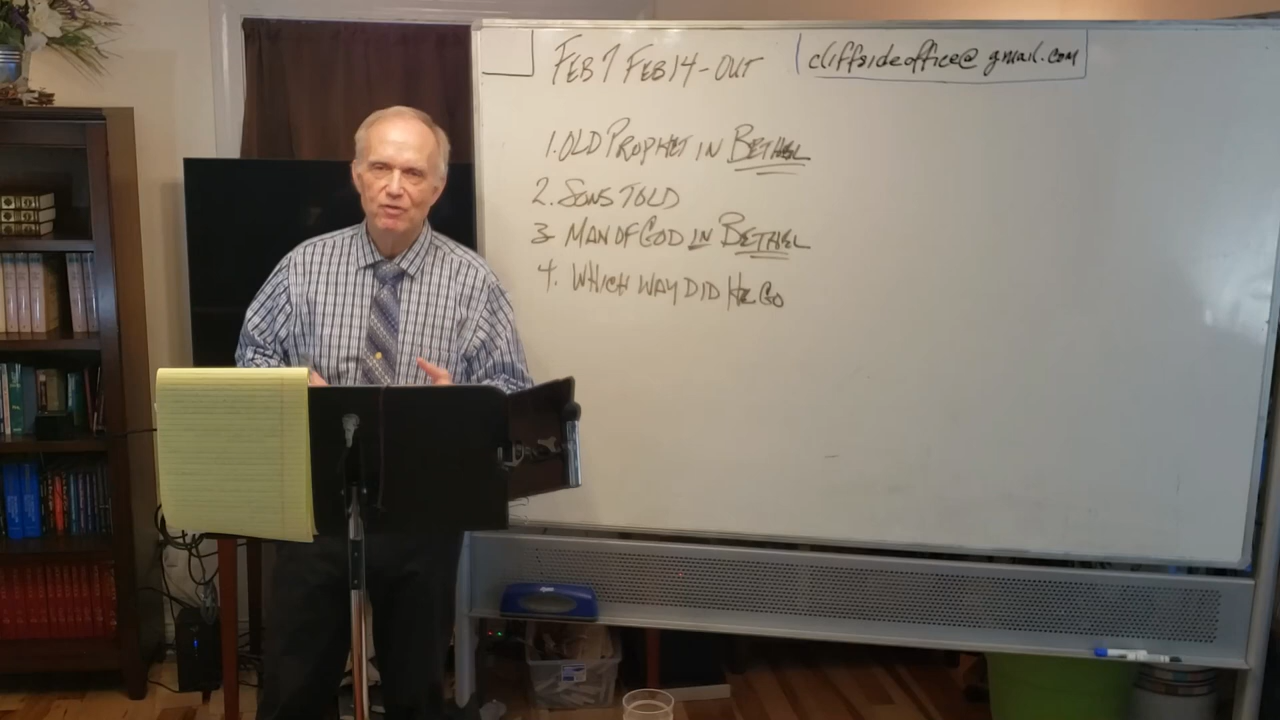 FEB 7 FEB 14-OUT
cliffsideoffice@gmail.com
1. OLD PROPHET IN BETHEL
2. SONS TOLD
3 MAN OF GOD IN BETHEL
4. WHICH WAY DID HE GO